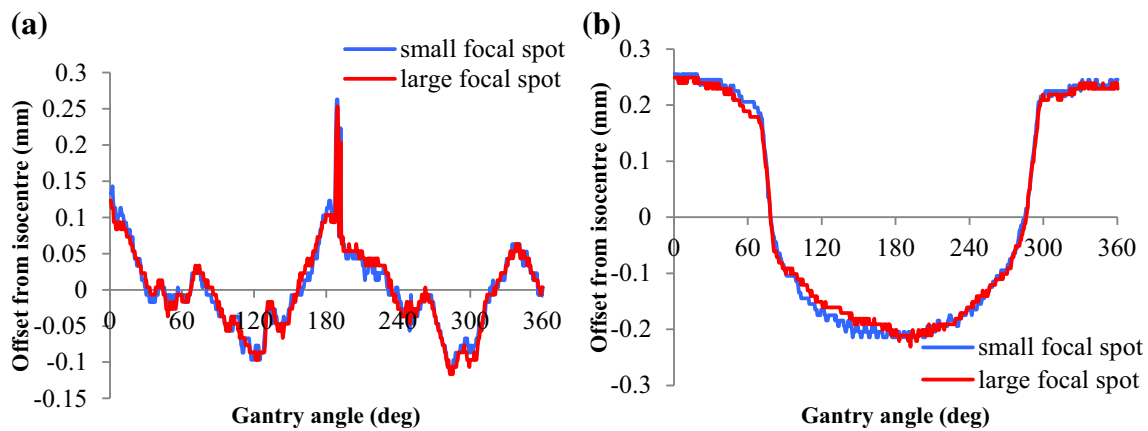 (a)
small focal spot
large focal spot
0.3
0.25
0.2
0.15
0.1
0.05
0
-0.05
-0.1
-0.15
Offset from isocentre (mm)
0 60 120 180 240 300 360
Gantry angle (deg)
(b)
0.3
0.2
0.1
0
-0.1
-0.2
-0.3
Offset from isocentre (mm)
0 60 120 180 240 300 360
small focal spot
large focal spot
Gantry angle (deg)